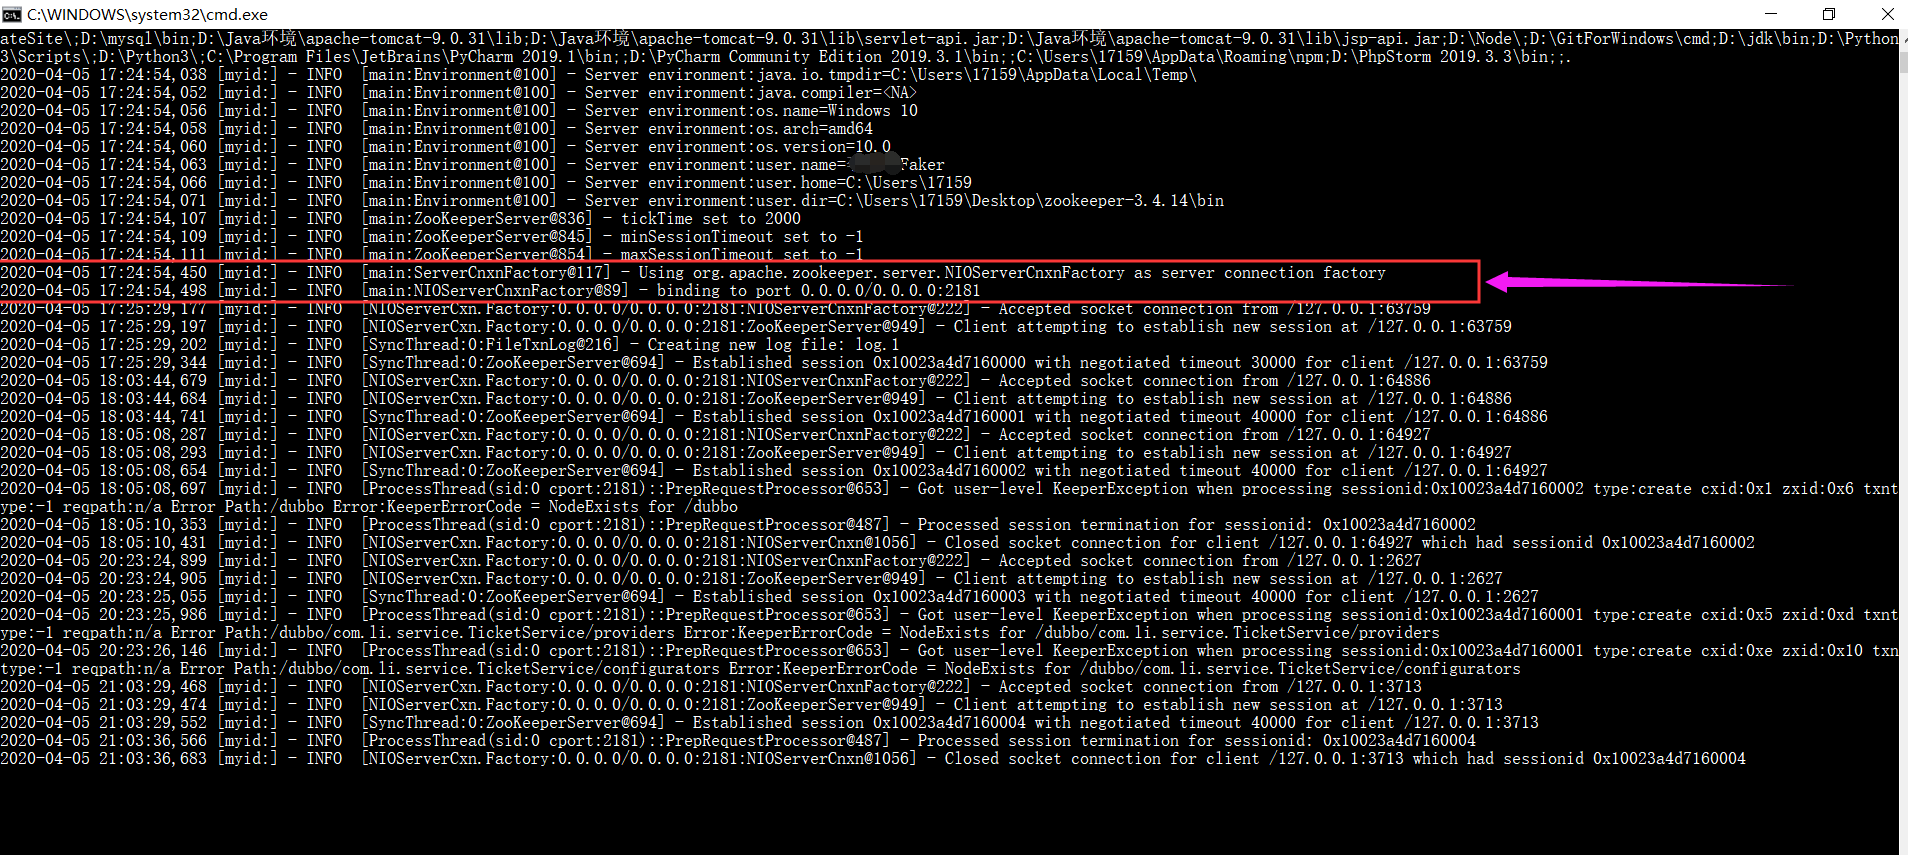 C:\WINDOWS\system32\cmd.exe
ateSite\;D:\mysql\bin;D:\Java环境\apache-tomcat-9.0.31\lib;D:\Java环境\apache-tomcat-9.0.31\lib\servlet-api.jar;D:\Java环境\apache-tomcat-9.0.31\lib\jsp-api.jar;D:\Node\;D:\GitForWindows\cmd;D:\jdk\bin;D:\Python
3\Scripts\;D:\Python3\;C:\Program Files\JetBrains\PyCharm 2019.1\bin;;D:\PyCharm Community Edition 2019.3.1\bin;;C:\Users\17159\AppData\Roaming\npm;D:\PhpStorm 2019.3.3\bin;;.
2020-04-05 17:24:54,038 [myid:] - INFO  [main:Environment@100] - Server environment:java.io.tmpdir=C:\Users\17159\AppData\Local\Temp\
2020-04-05 17:24:54,052 [myid:] - INFO  [main:Environment@100] - Server environment:java.compiler=<NA>
2020-04-05 17:24:54,056 [myid:] - INFO  [main:Environment@100] - Server environment:os.name=Windows 10
2020-04-05 17:24:54,058 [myid:] - INFO  [main:Environment@100] - Server environment:os.arch=amd64
2020-04-05 17:24:54,060 [myid:] - INFO  [main:Environment@100] - Server environment:os.version=10.0
2020-04-05 17:24:54,063 [myid:] - INFO  [main:Environment@100] - Server environment:user.name= Faker
2020-04-05 17:24:54,066 [myid:] - INFO  [main:Environment@100] - Server environment:user.home=C:\Users\17159
2020-04-05 17:24:54,071 [myid:] - INFO  [main:Environment@100] - Server environment:user.dir=C:\Users\17159\Desktop\zookeeper-3.4.14\bin
2020-04-05 17:24:54,107 [myid:] - INFO  [main:ZooKeeperServer@836] - tickTime set to 2000
2020-04-05 17:24:54,109 [myid:] - INFO  [main:ZooKeeperServer@845] - minSessionTimeout set to -1
2020-04-05 17:24:54,111 [myid:] - INFO  [main:ZooKeeperServer@854] - maxSessionTimeout set to -1
2020-04-05 17:24:54,450 [myid:] - INFO  [main:ServerCnxnFactory@117] - Using org.apache.zookeeper.server.NIOServerCnxnFactory as server connection factory
2020-04-05 17:24:54,498 [myid:] - INFO  [main:NIOServerCnxnFactory@89] - binding to port 0.0.0.0/0.0.0.0:2181
2020-04-05 17:25:29,177 [myid:] - INFO  [NIOServerCxn.Factory:0.0.0.0/0.0.0.0:2181:NIOServerCnxnFactory@222] - Accepted socket connection from /127.0.0.1:63759
2020-04-05 17:25:29,197 [myid:] - INFO  [NIOServerCxn.Factory:0.0.0.0/0.0.0.0:2181:ZooKeeperServer@949] - Client attempting to establish new session at /127.0.0.1:63759
2020-04-05 17:25:29,202 [myid:] - INFO  [SyncThread:0:FileTxnLog@216] - Creating new log file: log.1
2020-04-05 17:25:29,344 [myid:] - INFO  [SyncThread:0:ZooKeeperServer@694] - Established session 0x10023a4d7160000 with negotiated timeout 30000 for client /127.0.0.1:63759
2020-04-05 18:03:44,679 [myid:] - INFO  [NIOServerCxn.Factory:0.0.0.0/0.0.0.0:2181:NIOServerCnxnFactory@222] - Accepted socket connection from /127.0.0.1:64886
2020-04-05 18:03:44,684 [myid:] - INFO  [NIOServerCxn.Factory:0.0.0.0/0.0.0.0:2181:ZooKeeperServer@949] - Client attempting to establish new session at /127.0.0.1:64886
2020-04-05 18:03:44,741 [myid:] - INFO  [SyncThread:0:ZooKeeperServer@694] - Established session 0x10023a4d7160001 with negotiated timeout 40000 for client /127.0.0.1:64886
2020-04-05 18:05:08,287 [myid:] - INFO  [NIOServerCxn.Factory:0.0.0.0/0.0.0.0:2181:NIOServerCnxnFactory@222] - Accepted socket connection from /127.0.0.1:64927
2020-04-05 18:05:08,293 [myid:] - INFO  [NIOServerCxn.Factory:0.0.0.0/0.0.0.0:2181:ZooKeeperServer@949] - Client attempting to establish new session at /127.0.0.1:64927
2020-04-05 18:05:08,654 [myid:] - INFO  [SyncThread:0:ZooKeeperServer@694] - Established session 0x10023a4d7160002 with negotiated timeout 40000 for client /127.0.0.1:64927
2020-04-05 18:05:08,697 [myid:] - INFO  [ProcessThread(sid:0 cport:2181)::PrepRequestProcessor@653] - Got user-level KeeperException when processing sessionid:0x10023a4d7160002 type:create cxid:0x1 zxid:0x6 txnt
ype:-1 reqpath:n/a Error Path:/dubbo Error:KeeperErrorCode = NodeExists for /dubbo
2020-04-05 18:05:10,353 [myid:] - INFO  [ProcessThread(sid:0 cport:2181)::PrepRequestProcessor@487] - Processed session termination for sessionid: 0x10023a4d7160002
2020-04-05 18:05:10,431 [myid:] - INFO  [NIOServerCxn.Factory:0.0.0.0/0.0.0.0:2181:NIOServerCnxn@1056] - Closed socket connection for client /127.0.0.1:64927 which had sessionid 0x10023a4d7160002
2020-04-05 20:23:24,899 [myid:] - INFO  [NIOServerCxn.Factory:0.0.0.0/0.0.0.0:2181:NIOServerCnxnFactory@222] - Accepted socket connection from /127.0.0.1:2627
2020-04-05 20:23:24,905 [myid:] - INFO  [NIOServerCxn.Factory:0.0.0.0/0.0.0.0:2181:ZooKeeperServer@949] - Client attempting to establish new session at /127.0.0.1:2627
2020-04-05 20:23:25,055 [myid:] - INFO  [SyncThread:0:ZooKeeperServer@694] - Established session 0x10023a4d7160003 with negotiated timeout 40000 for client /127.0.0.1:2627
2020-04-05 20:23:25,986 [myid:] - INFO  [ProcessThread(sid:0 cport:2181)::PrepRequestProcessor@653] - Got user-level KeeperException when processing sessionid:0x10023a4d7160001 type:create cxid:0x5 zxid:0xd txnt
ype:-1 reqpath:n/a Error Path:/dubbo/com.li.service.TicketService/providers Error:KeeperErrorCode = NodeExists for /dubbo/com.li.service.TicketService/providers
2020-04-05 20:23:26,146 [myid:] - INFO  [ProcessThread(sid:0 cport:2181)::PrepRequestProcessor@653] - Got user-level KeeperException when processing sessionid:0x10023a4d7160001 type:create cxid:0xe zxid:0x10 txn
type:-1 reqpath:n/a Error Path:/dubbo/com.li.service.TicketService/configurators Error:KeeperErrorCode = NodeExists for /dubbo/com.li.service.TicketService/configurators
2020-04-05 21:03:29,468 [myid:] - INFO  [NIOServerCxn.Factory:0.0.0.0/0.0.0.0:2181:NIOServerCnxnFactory@222] - Accepted socket connection from /127.0.0.1:3713
2020-04-05 21:03:29,474 [myid:] - INFO  [NIOServerCxn.Factory:0.0.0.0/0.0.0.0:2181:ZooKeeperServer@949] - Client attempting to establish new session at /127.0.0.1:3713
2020-04-05 21:03:29,552 [myid:] - INFO  [SyncThread:0:ZooKeeperServer@694] - Established session 0x10023a4d7160004 with negotiated timeout 40000 for client /127.0.0.1:3713
2020-04-05 21:03:36,566 [myid:] - INFO  [ProcessThread(sid:0 cport:2181)::PrepRequestProcessor@487] - Processed session termination for sessionid: 0x10023a4d7160004
2020-04-05 21:03:36,683 [myid:] - INFO  [NIOServerCxn.Factory:0.0.0.0/0.0.0.0:2181:NIOServerCnxn@1056] - Closed socket connection for client /127.0.0.1:3713 which had sessionid 0x10023a4d7160004